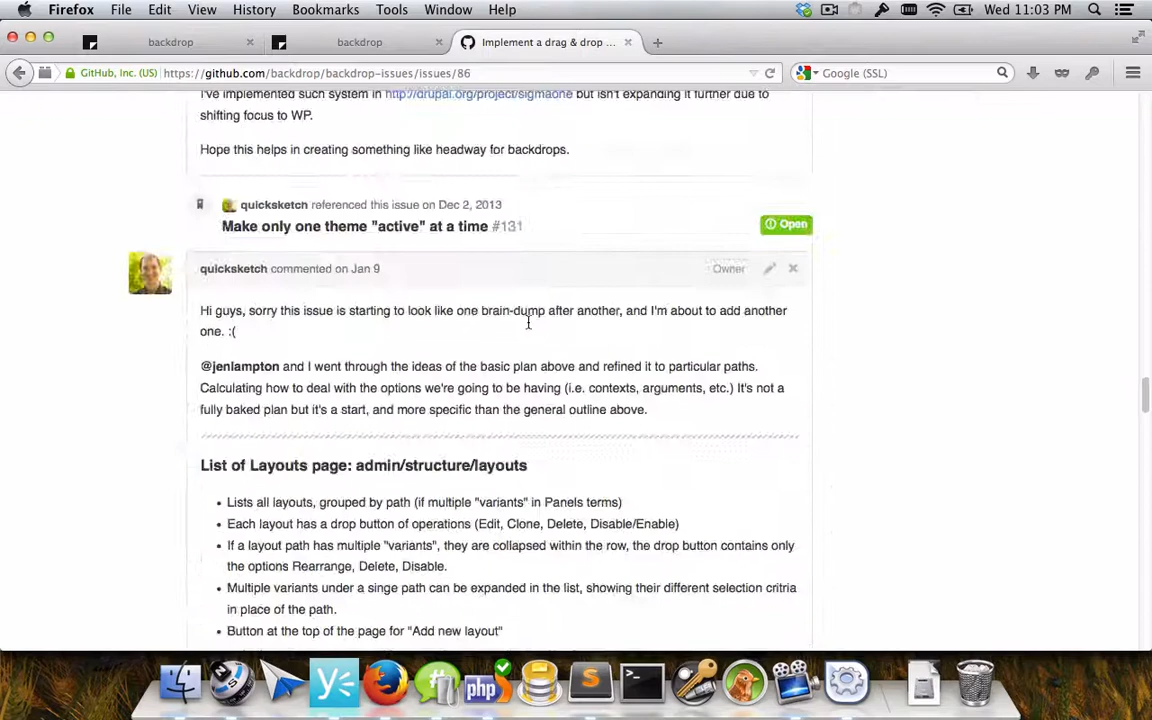 Firefox File Edit View History Bookmarks Tools Window Help Wed 11:03 PM
backdrop × backdrop × Implement a drag & drop ... × +
GitHub, Inc. (US) https://github.com/backdrop/backdrop-issues/issues/86 Google (SSL)
I've implemented such system in http://drupal.org/project/sigmaone but isn't expanding it further due to
shifting focus to WP.
Hope this helps in creating something like headway for backdrops.
quicksketch referenced this issue on Dec 2, 2013
Make only one theme "active" at a time #131 Open
quicksketch commented on Jan 9 Owner
Hi guys, sorry this issue is starting to look like one brain-dump after another, and I'm about to add another
one. :(
@jenlampton and I went through the ideas of the basic plan above and refined it to particular paths.
Calculating how to deal with the options we're going to be having (i.e. contexts, arguments, etc.) It's not a
fully baked plan but it's a start, and more specific than the general outline above.
List of Layouts page: admin/structure/layouts
• Lists all layouts, grouped by path (if multiple "variants" in Panels terms)
• Each layout has a drop button of operations (Edit, Clone, Delete, Disable/Enable)
• If a layout path has multiple "variants", they are collapsed within the row, the drop button contains only
the options Rearrange, Delete, Disable.
• Multiple variants under a singe path can be expanded in the list, showing their different selection critria
in place of the path.
• Button at the top of the page for "Add new layout"
php